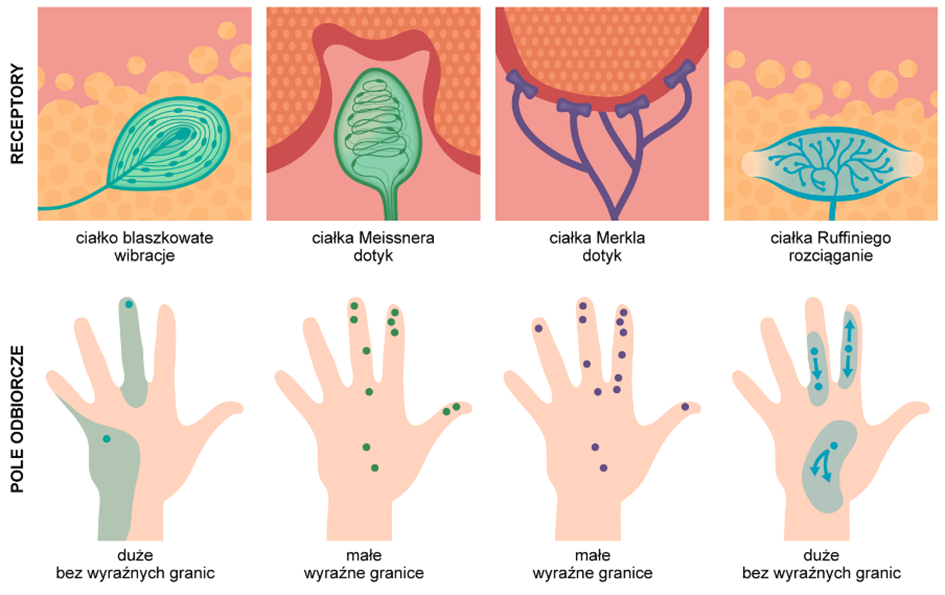 RECEPTORY
ciałko blaszkowate
wibracje
ciałka Meissnera
dotyk
ciałka Merkla
dotyk
ciałka Ruffiniego
rozciąganie
POLE ODBIORCZE
duże
bez wyraźnych granic
małe
wyraźne granice
małe
wyraźne granice
duże
bez wyraźnych granic